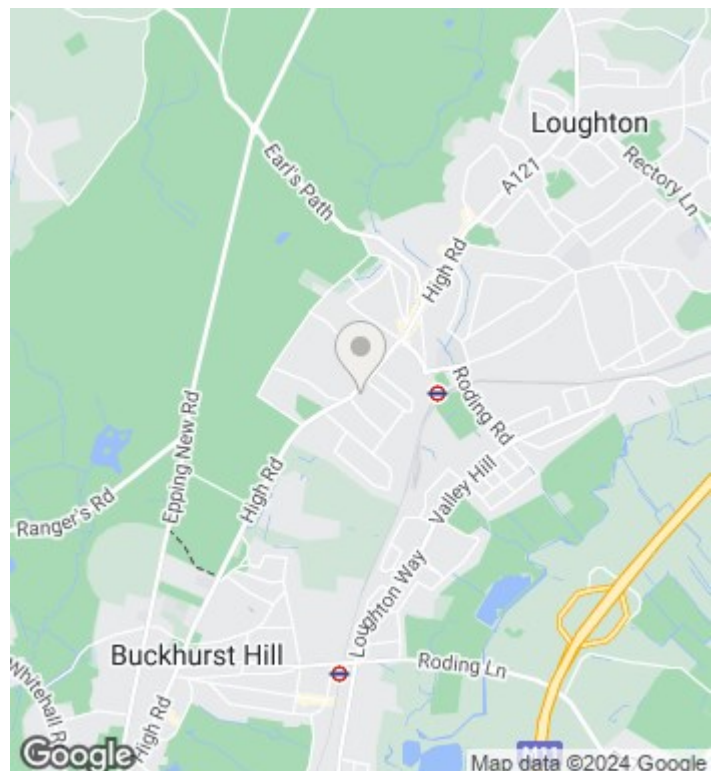 Loughton
Rectory Ln
A121
Earl's Path
High Rd
Roding Rd
Epping New Rd
High Rd
Valley Hill
Ranger's Rd
Loughton Way
Buckhurst Hill
Roding Ln
Whitehall R
High Rd
M11
Google
Map data ©2024 Google